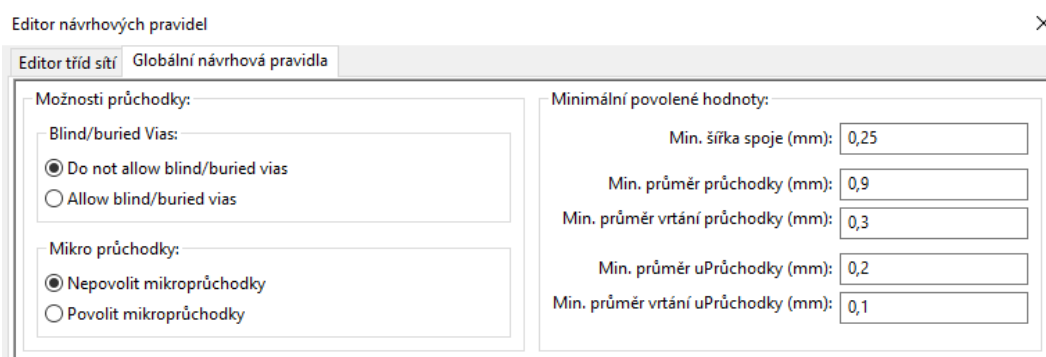 Editor návrhových pravidel
Editor tříd sítí
Globální návrhová pravidla
Možnosti průchodky:
Blind/buried Vias:
Do not allow blind/buried vias
Allow blind/buried vias
Mikro průchodky:
Nepovolit mikroprůchodky
Povolit mikroprůchodky
Minimální povolené hodnoty:
Min. šířka spoje (mm): 0,25
Min. průměr průchodky (mm): 0,9
Min. průměr vrtání průchodky (mm): 0,3
Min. průměr uPrůchodky (mm): 0,2
Min. průměr vrtání uPrůchodky (mm): 0,1